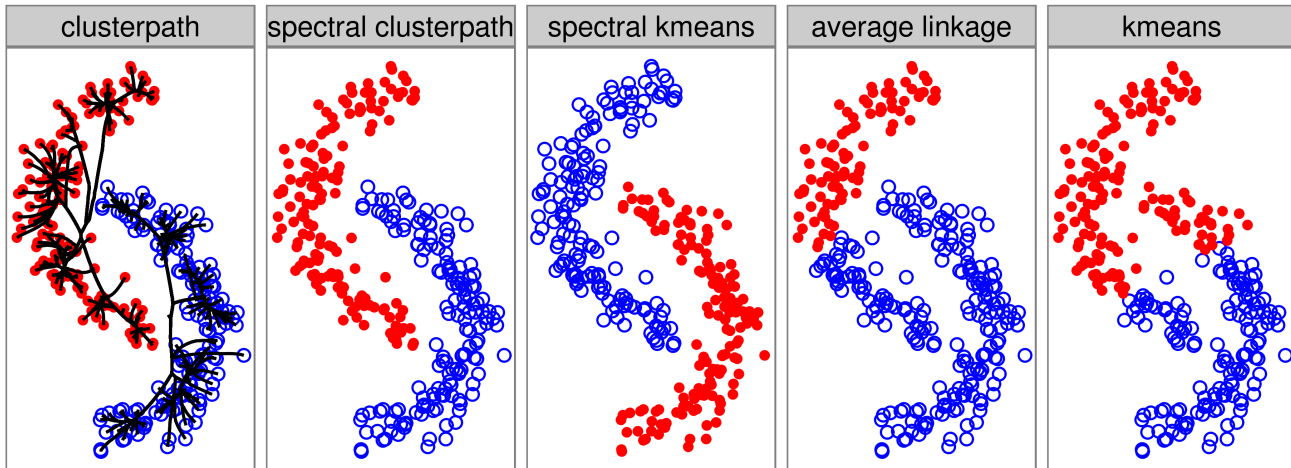 clusterpath
spectral clusterpath
spectral kmeans
average linkage
kmeans